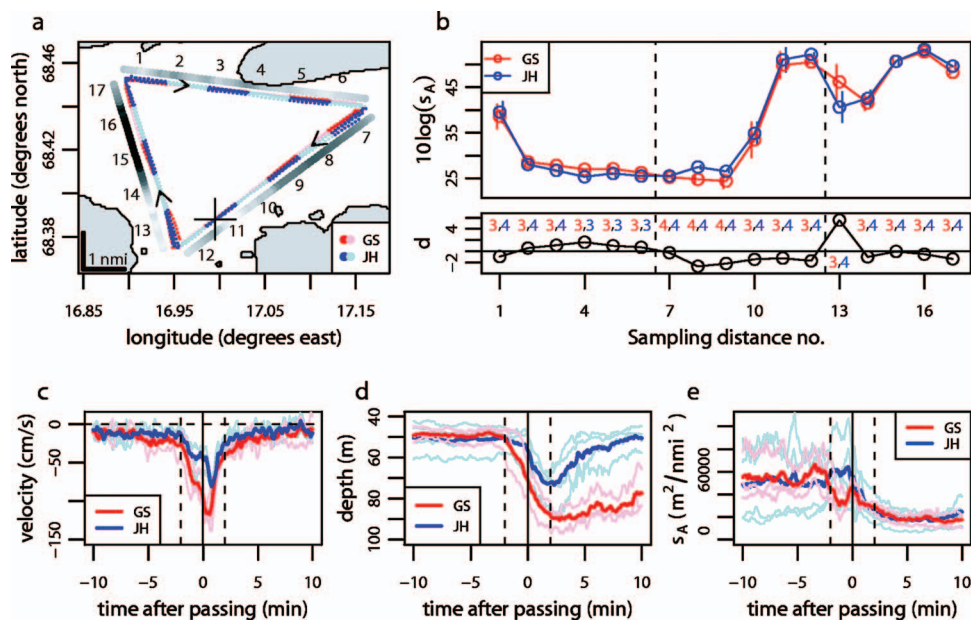 a
latitude (degrees north)
68.46
68.42
68.38
1 2 3 4 5 6
17
16
15
14
13
7
8
9
10
11
12
GS
JH
1 nmi
16.85 16.95 17.05 17.15
longitude (degrees east)
b
GS
JH
10log(sA)
45
35
25
d
4
−2
3,4 3,4 3,4 3,3 3,3 3,3 4,4 4,4 4,4 3,4 3,4 3,4 3,4 3,4 3,4 3,4
3,4
1 4 7 10 13 16
Sampling distance no.
c
velocity (cm/s)
0
−50
−150
GS
JH
−10 −5 0 5 10
time after passing (min)
d
depth (m)
40
60
80
100
GS
JH
−10 −5 0 5 10
time after passing (min)
e
sA (m²/nmi²)
60000
0
GS
JH
−10 −5 0 5 10
time after passing (min)